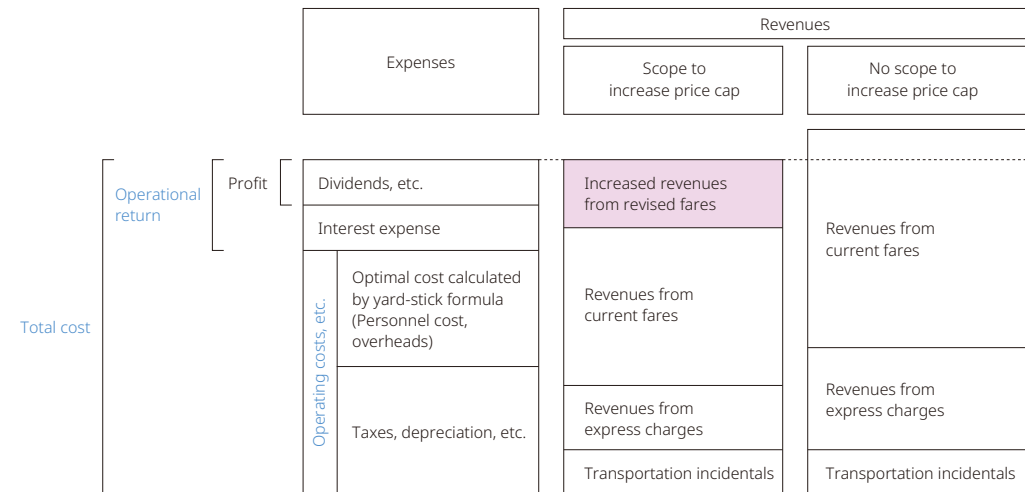 Revenues
Expenses
Scope to
increase price cap
No scope to
increase price cap
Total cost
Operational
return
Profit
Dividends, etc.
Interest expense
Operating costs, etc.
Optimal cost calculated
by yard-stick formula
(Personnel cost,
overheads)
Taxes, depreciation, etc.
Increased revenues
from revised fares
Revenues from
current fares
Revenues from
express charges
Transportation incidentals
Revenues from
current fares
Revenues from
express charges
Transportation incidentals